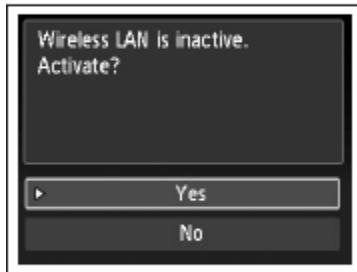 Wireless LAN is inactive.
Activate?
Yes
No